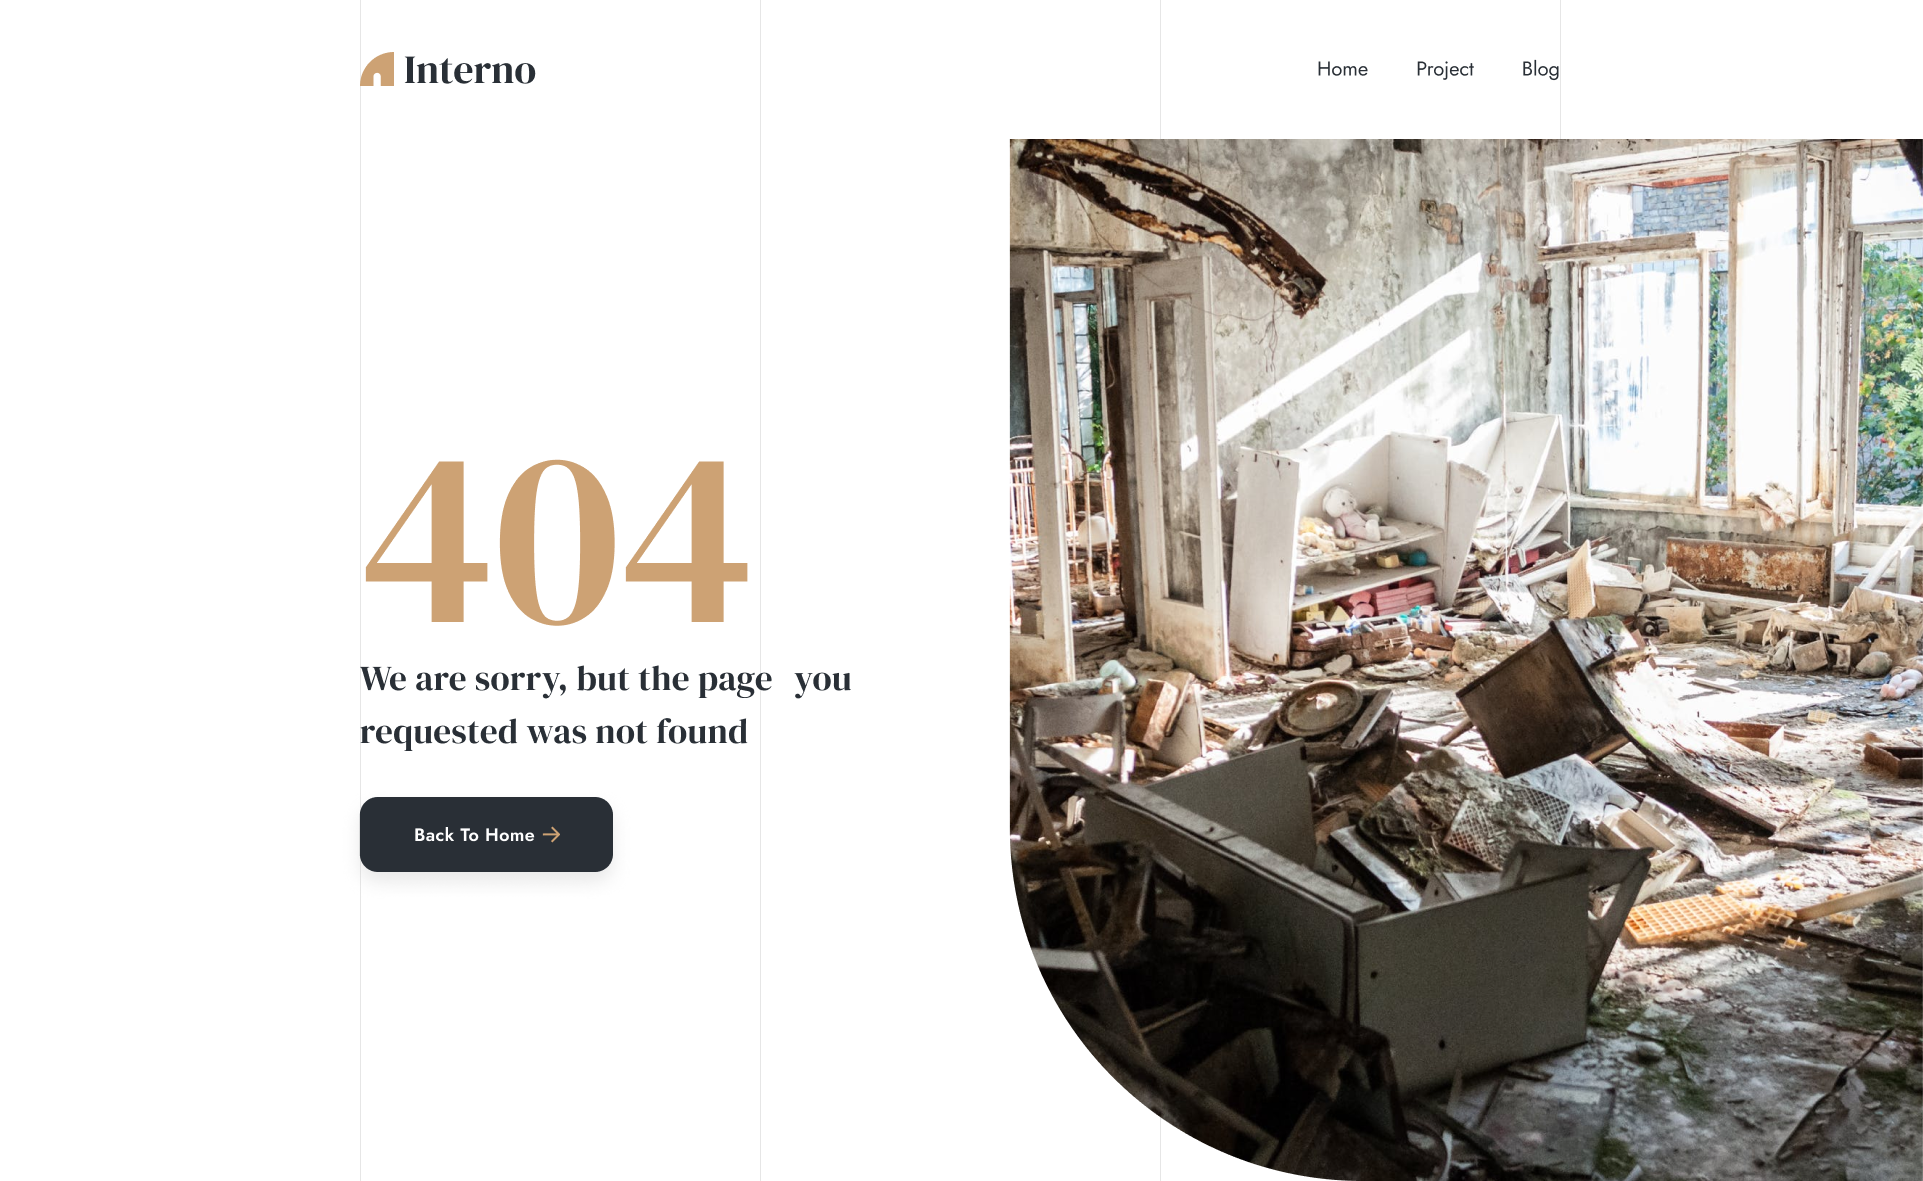 Interno
Home Project Blog
404
We are sorry, but the page  you
requested was not found
Back To Home →